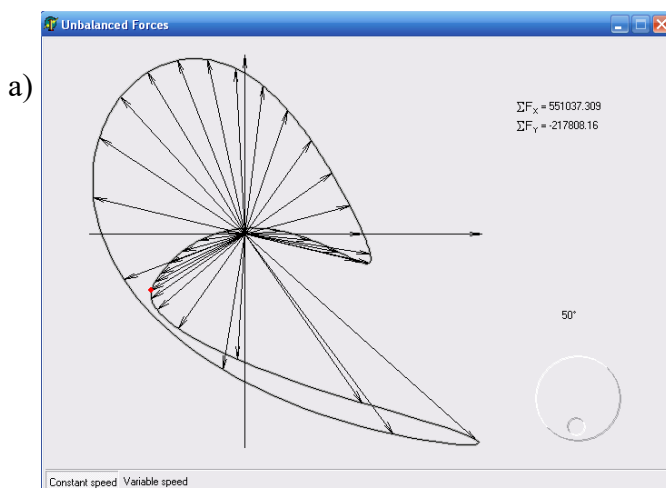 Unbalanced Forces
a)
ΣFX = 551037.309
ΣFY = -217808.16
50°
Constant speed Variable speed